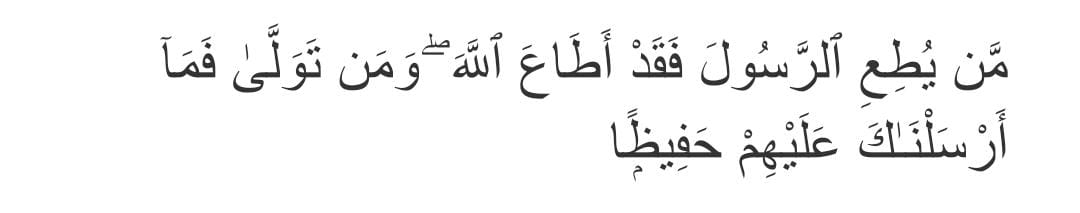 مَّن يُطِعِ ٱلرَّسُولَ فَقَدْ أَطَاعَ ٱللَّهَ ۖ وَمَن تَوَلَّىٰ فَمَآ
أَرْسَلْنَـٰكَ عَلَيْهِمْ حَفِيظًۭا